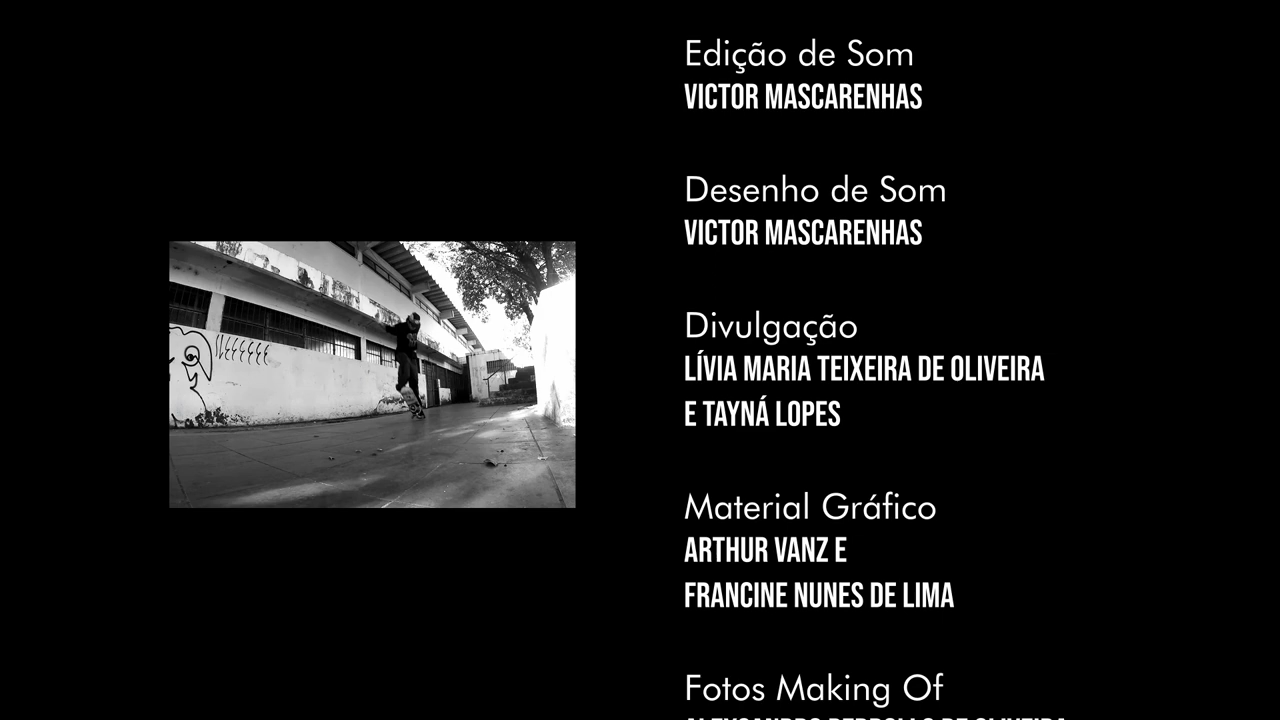 Edição de Som
VICTOR MASCARENHAS
Desenho de Som
VICTOR MASCARENHAS
Divulgação
LÍVIA MARIA TEIXEIRA DE OLIVEIRA
E TAYNÁ LOPES
Material Gráfico
ARTHUR VANZ E
FRANCINE NUNES DE LIMA
Fotos Making Of